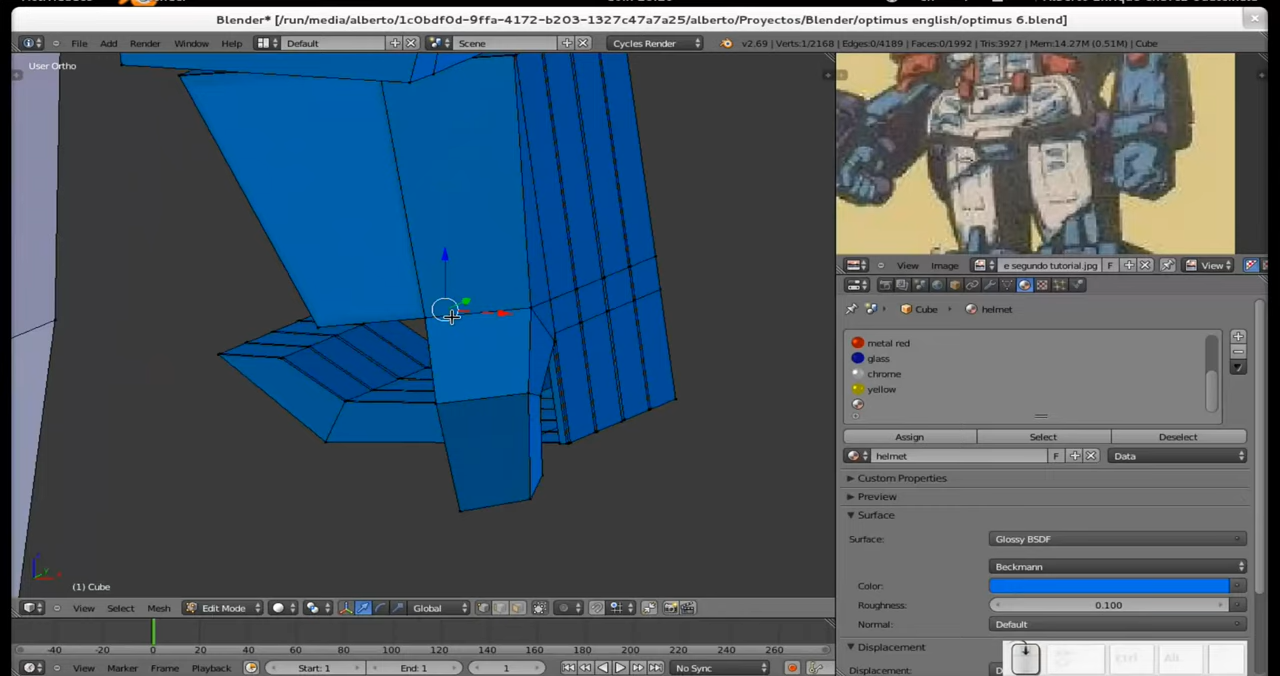 Blender* [/run/media/alberto/1c0bdf0d-9ffa-4172-b203-1327c47a7a25/alberto/Proyectos/Blender/optimus english/optimus 6.blend]
File Add Render Window Help Default Scene Cycles Render v2.69 | Verts:1/2168 | Edges:0/4189 | Faces:0/1992 | Tris:3927 | Mem:14.27M (0.51M) | Cube
User Ortho
View Image e segundo tutorial.jpg F View
Cube helmet
metal red
glass
chrome
yellow
Assign Select Deselect
helmet F Data
Custom Properties
Preview
Surface
Surface: Glossy BSDF
Beckmann
Color:
Roughness: 0.100
Normal: Default
Displacement
Displacement: Default
(1) Cube
View Select Mesh Edit Mode Global
-40 -20 0 20 40 60 80 100 120 140 160 180 200 220 240 260
View Marker Frame Playback Start: 1 End: 1 1 No Sync
Ctrl Alt